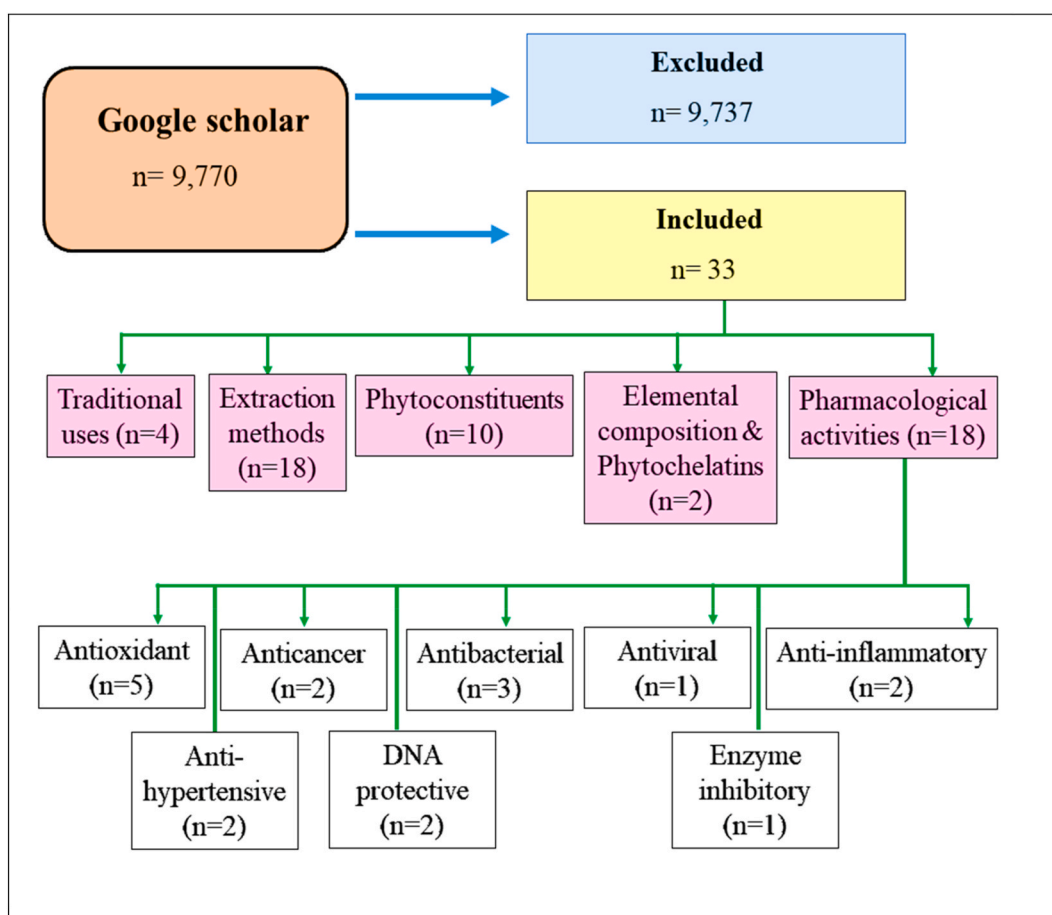 Google scholar
n= 9,770
Excluded
n= 9,737
Included
n= 33
Traditional
uses (n=4)
Extraction
methods
(n=18)
Phytoconstituents
(n=10)
Elemental
composition &
Phytochelatins
(n=2)
Pharmacological
activities (n=18)
Antioxidant
(n=5)
Anticancer
(n=2)
Antibacterial
(n=3)
Antiviral
(n=1)
Anti-inflammatory
(n=2)
Anti-
hypertensive
(n=2)
DNA
protective
(n=2)
Enzyme
inhibitory
(n=1)